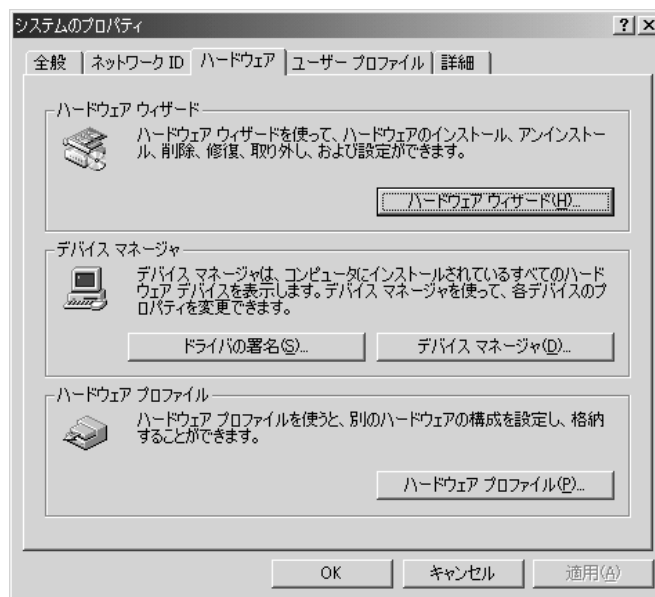 システムのプロパティ
全般 ネットワーク ID ハードウェア ユーザー プロファイル 詳細
ハードウェア ウィザード
ハードウェア ウィザードを使って、ハードウェアのインストール、アンインストー
ル、削除、修復、取り外し、および設定ができます。
ハードウェア ウィザード(H)...
デバイス マネージャ
デバイス マネージャは、コンピュータにインストールされているすべてのハード
ウェア デバイスを表示します。デバイス マネージャを使って、各デバイスのプ
ロパティを変更できます。
ドライバの署名(S)... デバイス マネージャ(D)...
ハードウェア プロファイル
ハードウェア プロファイルを使うと、別のハードウェアの構成を設定し、格納
することができます。
ハードウェア プロファイル(P)...
OK キャンセル 適用(A)